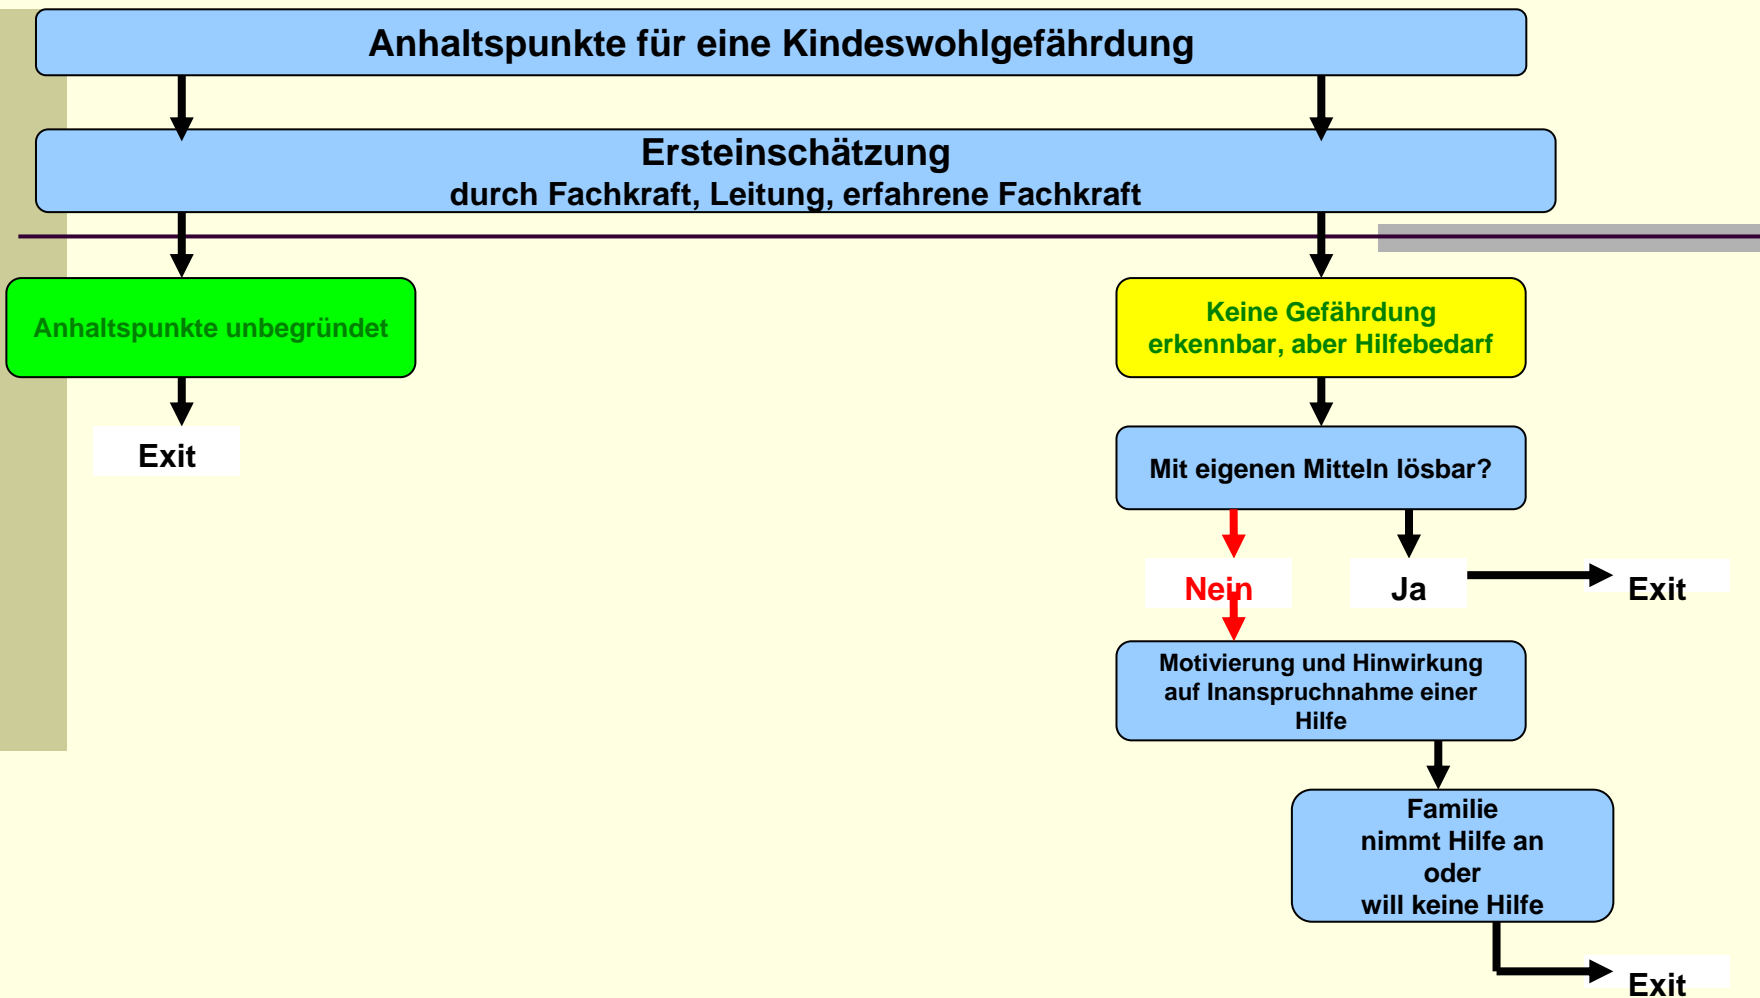 Anhaltspunkte für eine Kindeswohlgefährdung
Ersteinschätzung
durch Fachkraft, Leitung, erfahrene Fachkraft
Anhaltspunkte unbegründet
Exit
Keine Gefährdung
erkennbar, aber Hilfebedarf
Mit eigenen Mitteln lösbar?
Nein
Ja
Exit
Motivierung und Hinwirkung
auf Inanspruchnahme einer
Hilfe
Familie
nimmt Hilfe an
oder
will keine Hilfe
Exit